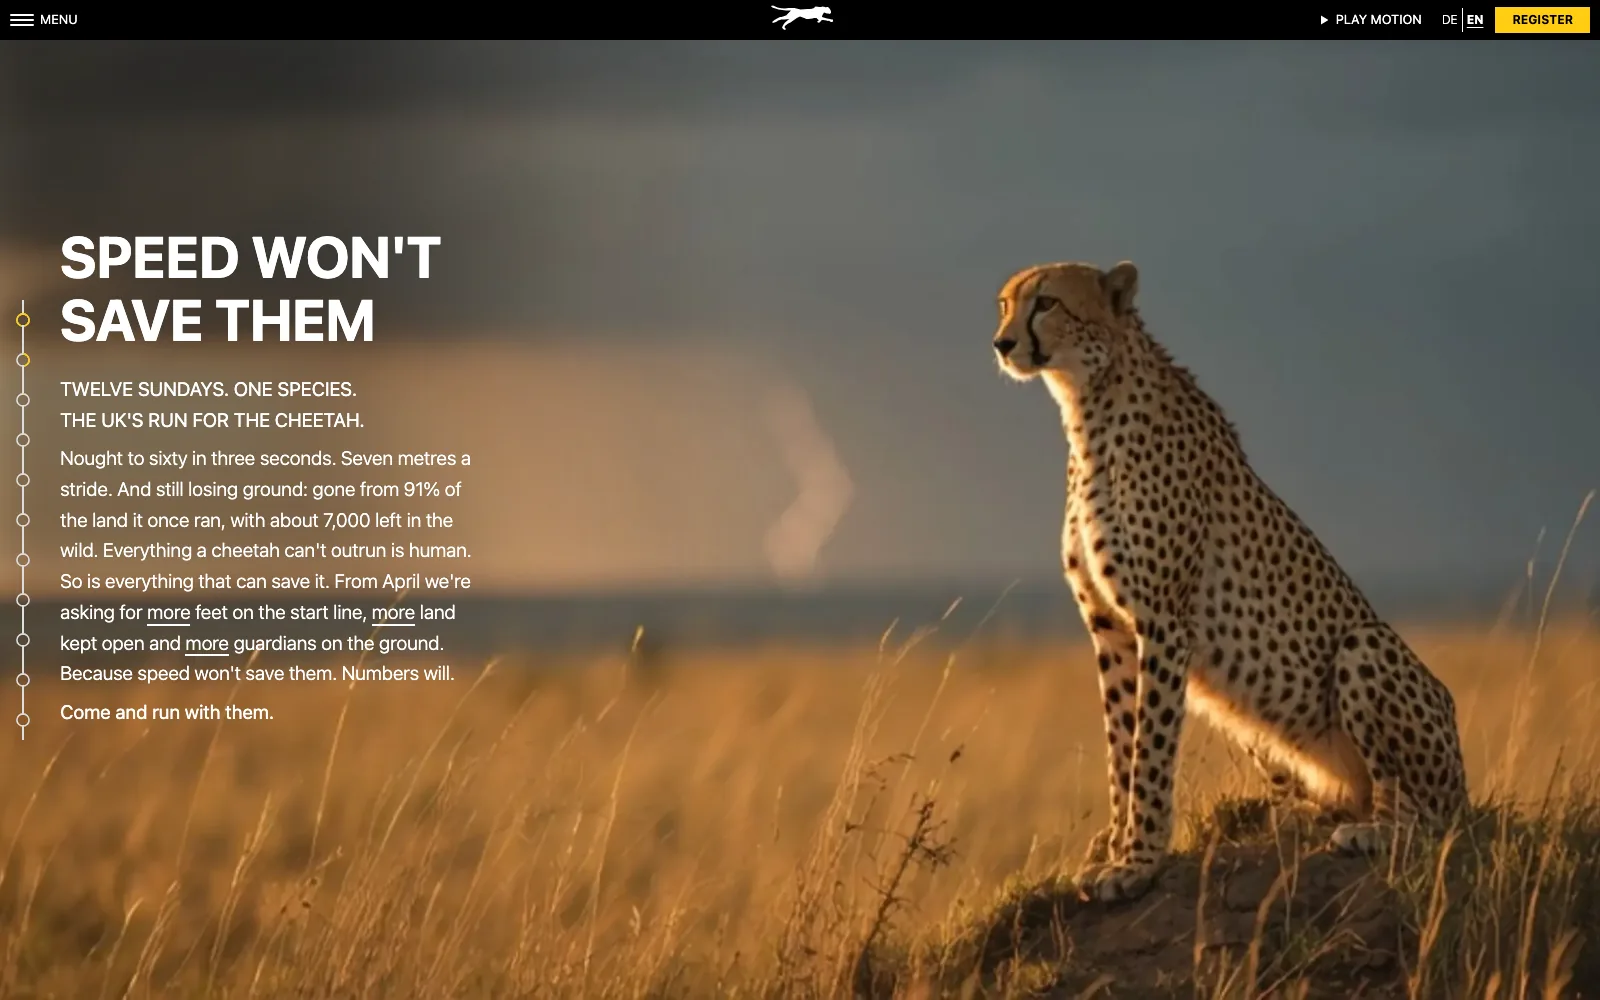 MENU
PLAY MOTION
DE
EN
REGISTER
SPEED WON'T
SAVE THEM
TWELVE SUNDAYS. ONE SPECIES.
THE UK'S RUN FOR THE CHEETAH.
Nought to sixty in three seconds. Seven metres a
stride. And still losing ground: gone from 91% of
the land it once ran, with about 7,000 left in the
wild. Everything a cheetah can't outrun is human.
So is everything that can save it. From April we're
asking for more feet on the start line, more land
kept open and more guardians on the ground.
Because speed won't save them. Numbers will.
Come and run with them.